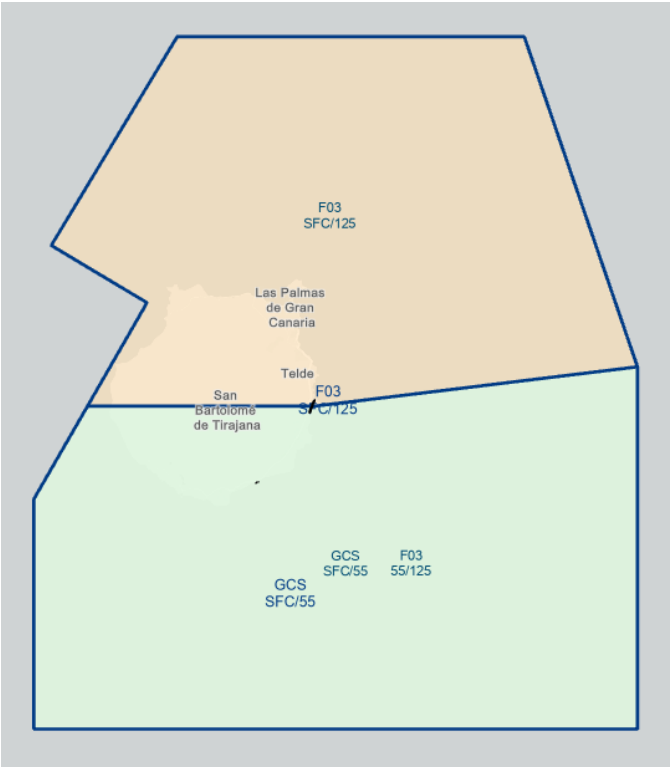 F03
SFC/125
Las Palmas
de Gran
Canaria
Telde
F03
SFC/125
San
Bartolomé
de Tirajana
GCS
SFC/55
F03
55/125
GCS
SFC/55